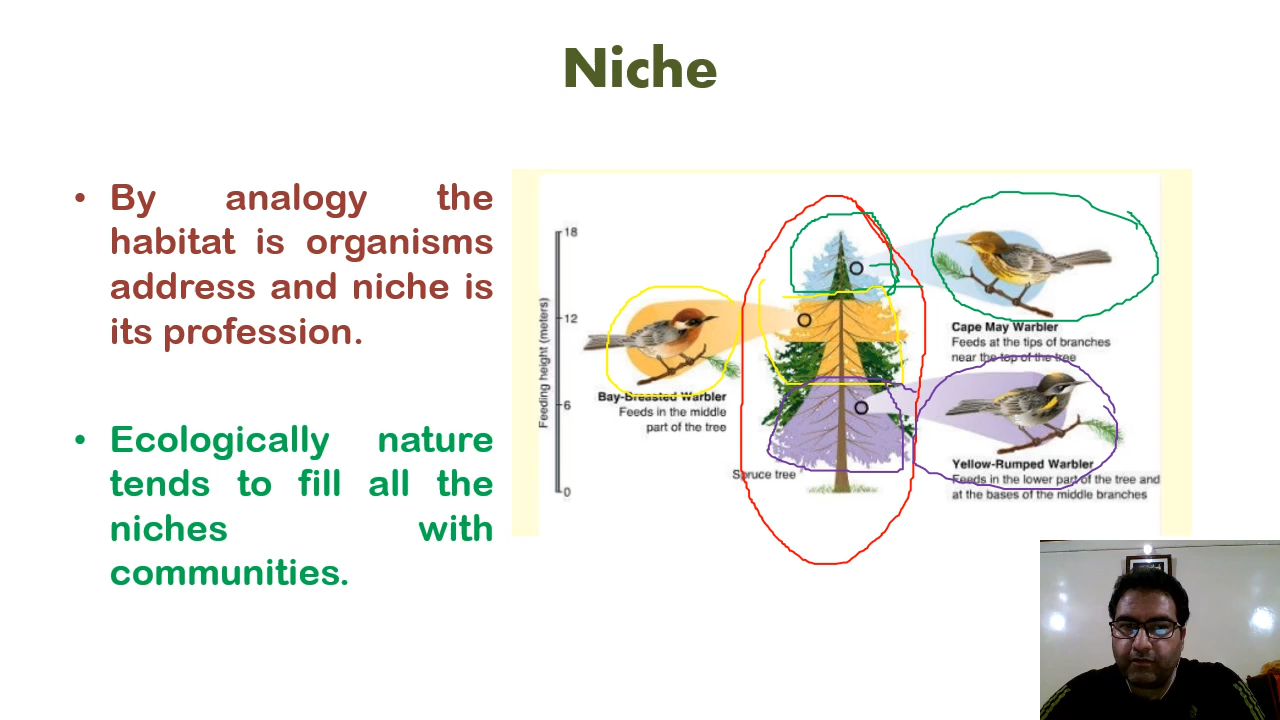 Niche
• By analogy the
habitat is organisms
address and niche is
its profession.
• Ecologically nature
tends to fill all the
niches with
communities.
Feeding height (meters)
18
12
6
0
Cape May Warbler
Feeds at the tips of branches
near the top of the tree
Bay-Breasted Warbler
Feeds in the middle
part of the tree
Spruce tree
Yellow-Rumped Warbler
Feeds in the lower part of the tree and
at the bases of the middle branches